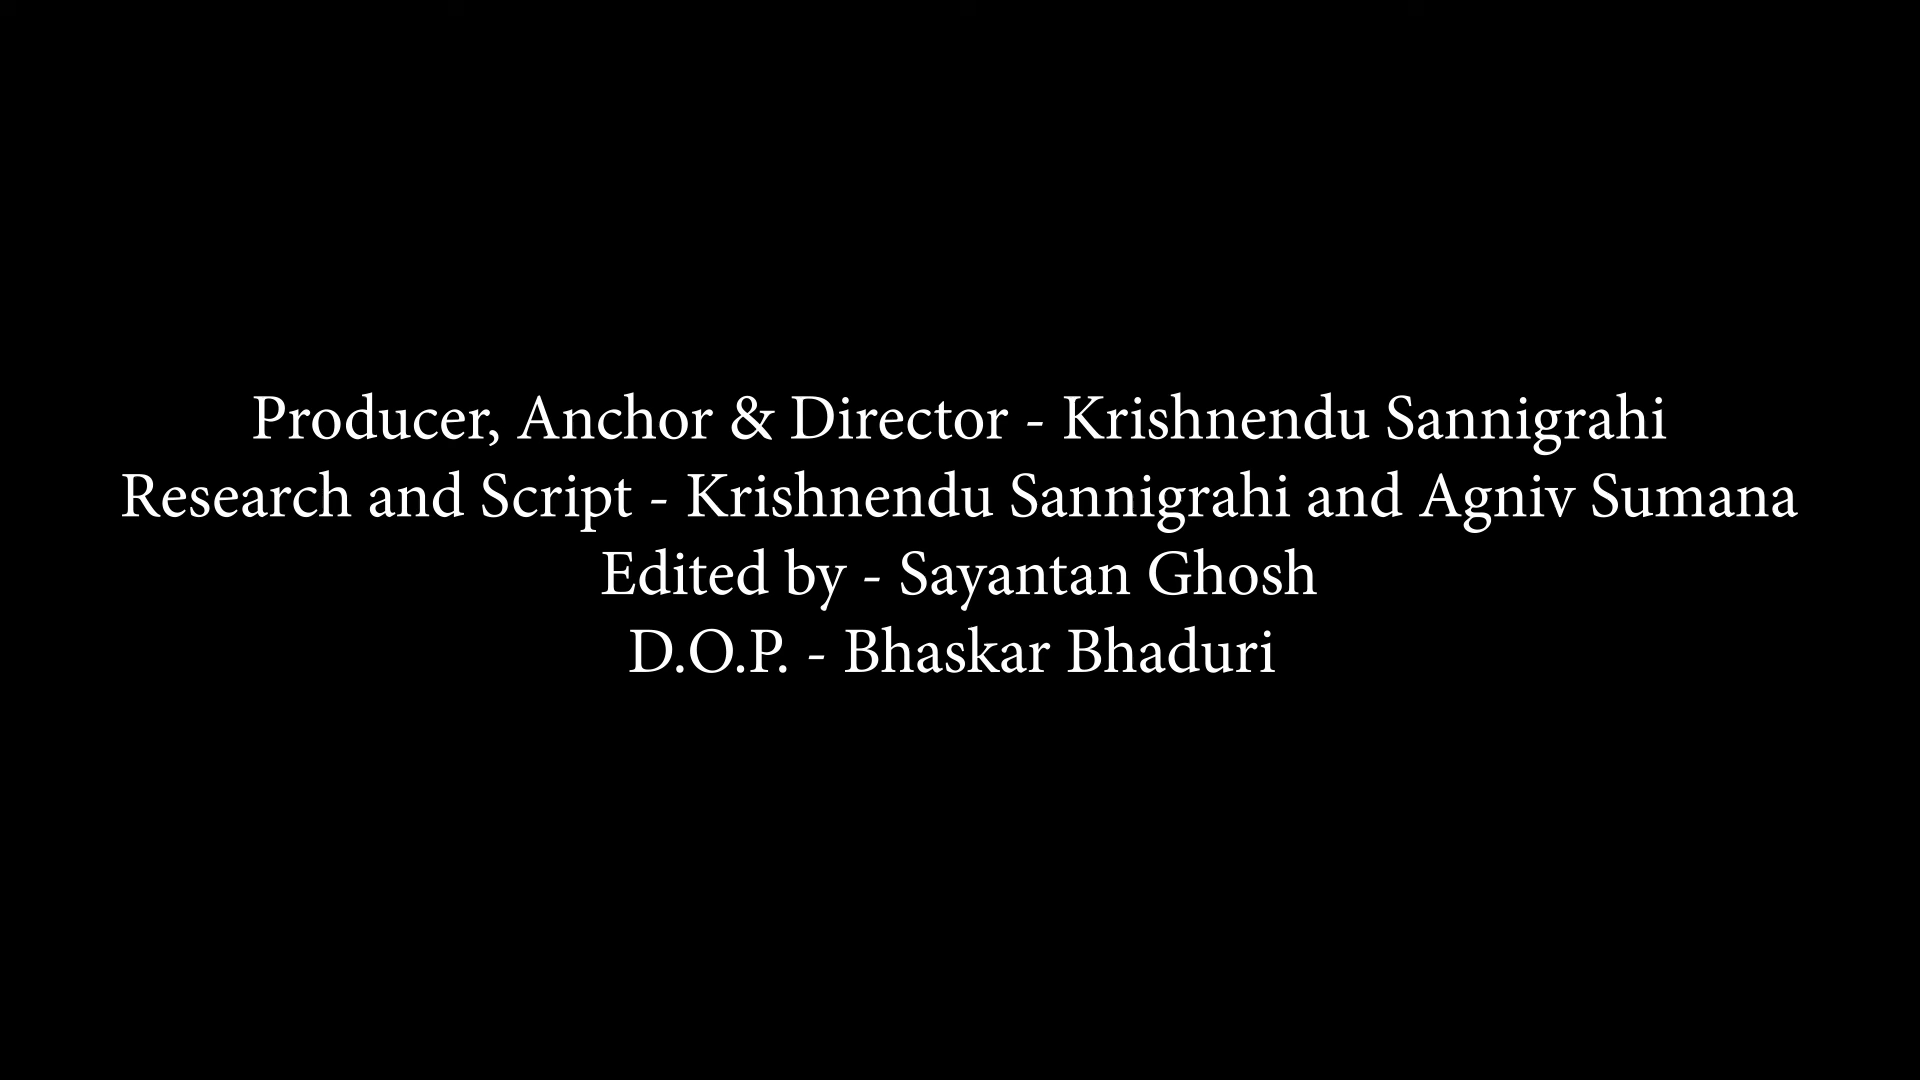 Producer, Anchor & Director - Krishnendu Sannigrahi
Research and Script - Krishnendu Sannigrahi and Agniv Sumana
Edited by - Sayantan Ghosh
D.O.P. - Bhaskar Bhaduri